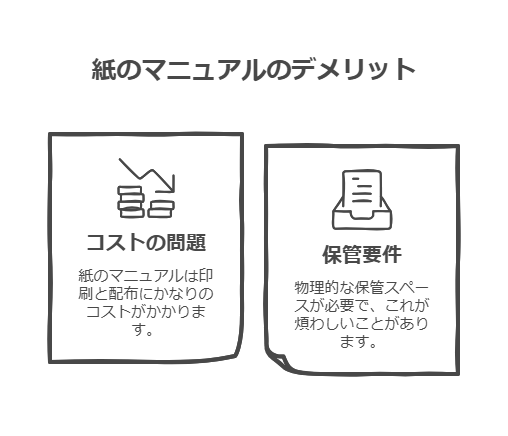 紙のマニュアルのデメリット
コストの問題
紙のマニュアルは印
刷と配布にかなりの
コストがかかりま
す。
保管要件
物理的な保管スペー
スが必要で、これが
煩わしいことがあり
ます。